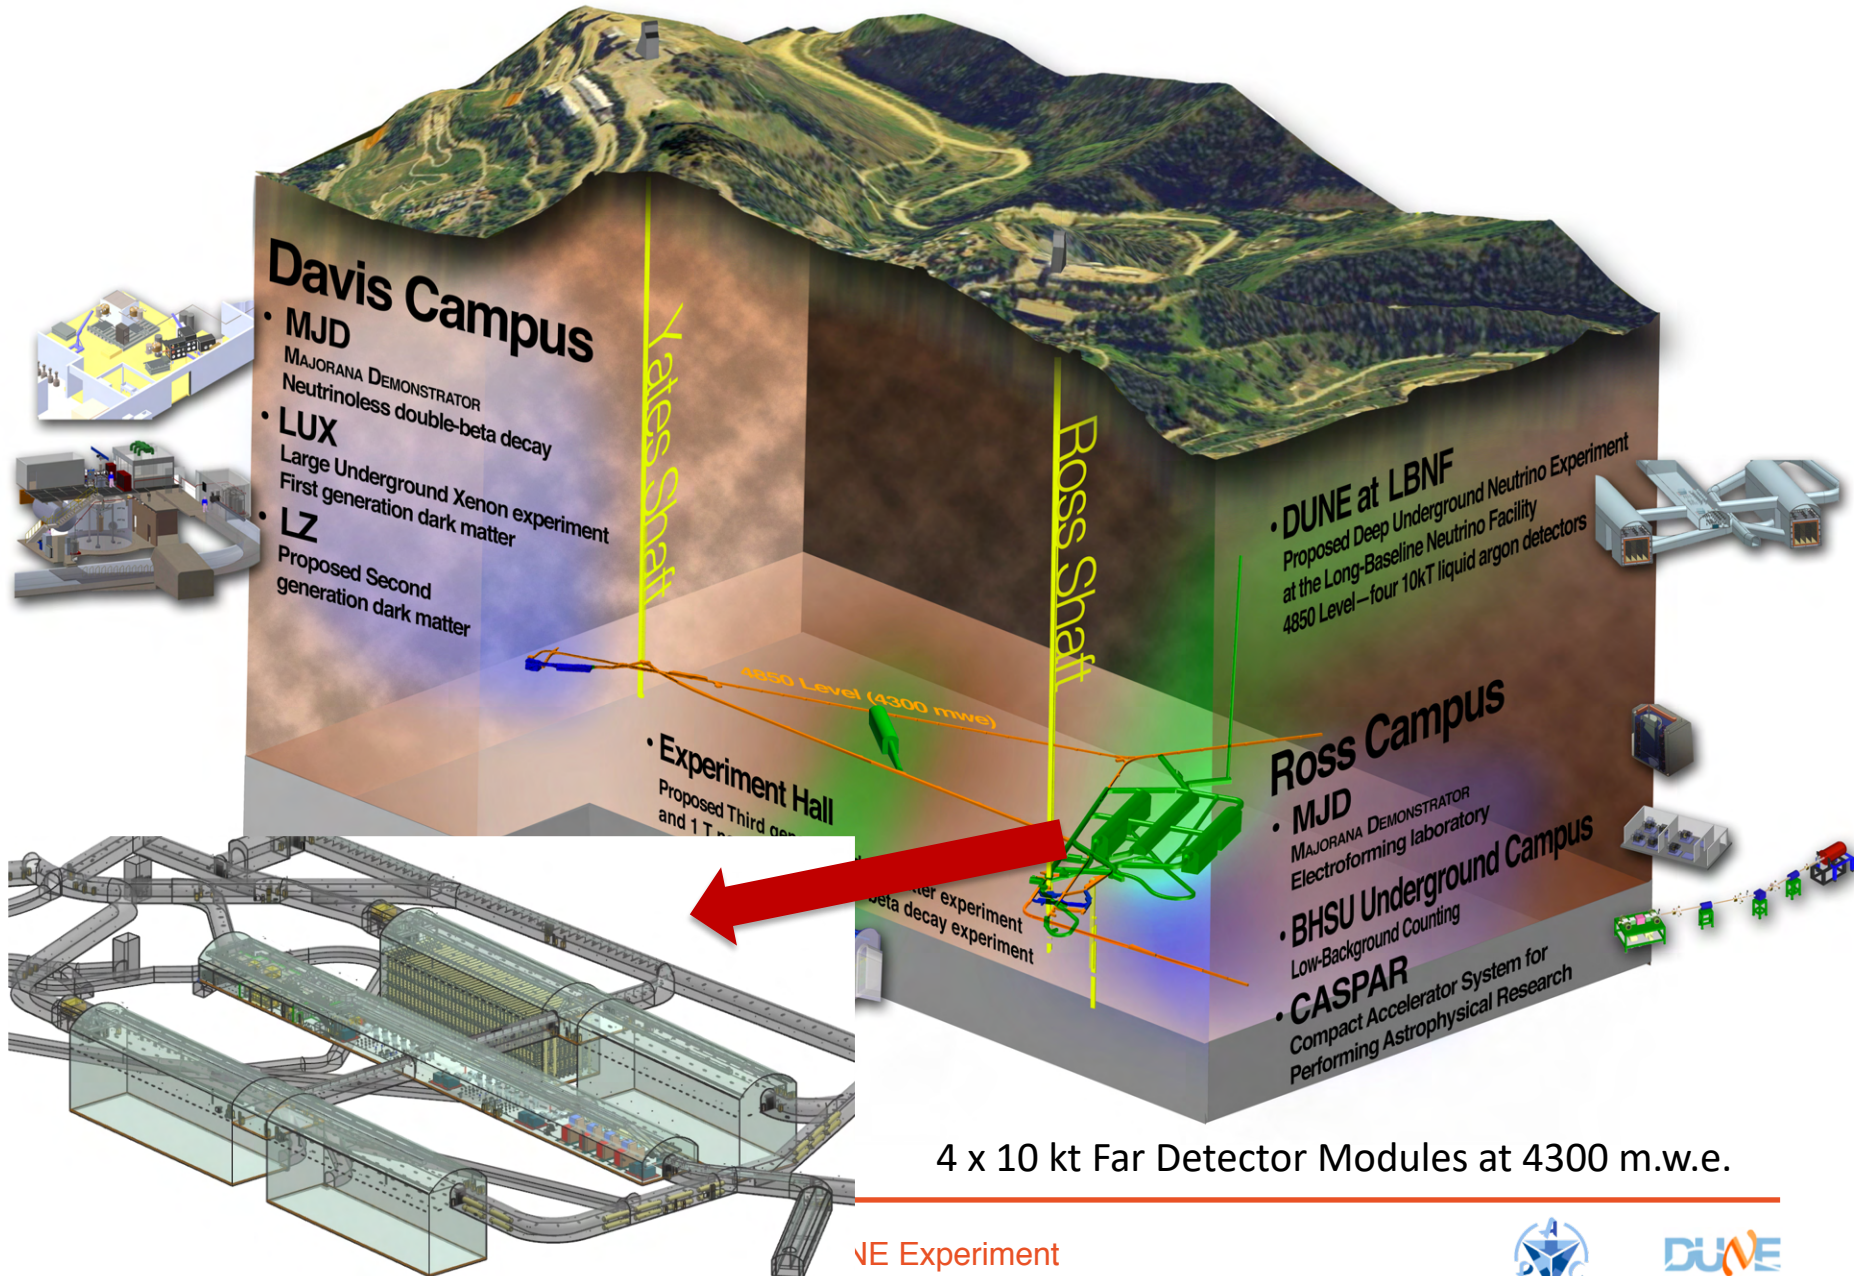 Davis Campus
• MJD
MAJORANA DEMONSTRATOR
Neutrinoless double-beta decay
• LUX
Large Underground Xenon experiment
First generation dark matter
• LZ
Proposed Second
generation dark matter
Yates Shaft
Ross Shaft
• DUNE at LBNF
Proposed Deep Underground Neutrino Experiment
at the Long-Baseline Neutrino Facility
4850 Level—four 10kT liquid argon detectors
4850 Level (4300 mwe)
• Experiment Hall
Proposed Third
and 1 T
experiment
beta decay experiment
Ross Campus
• MJD
MAJORANA DEMONSTRATOR
Electroforming laboratory
• BHSU Underground Campus
Low-Background Counting
• CASPAR
Compact Accelerator System for
Performing Astrophysical Research
4 x 10 kt Far Detector Modules at 4300 m.w.e.
NE Experiment
DUNE